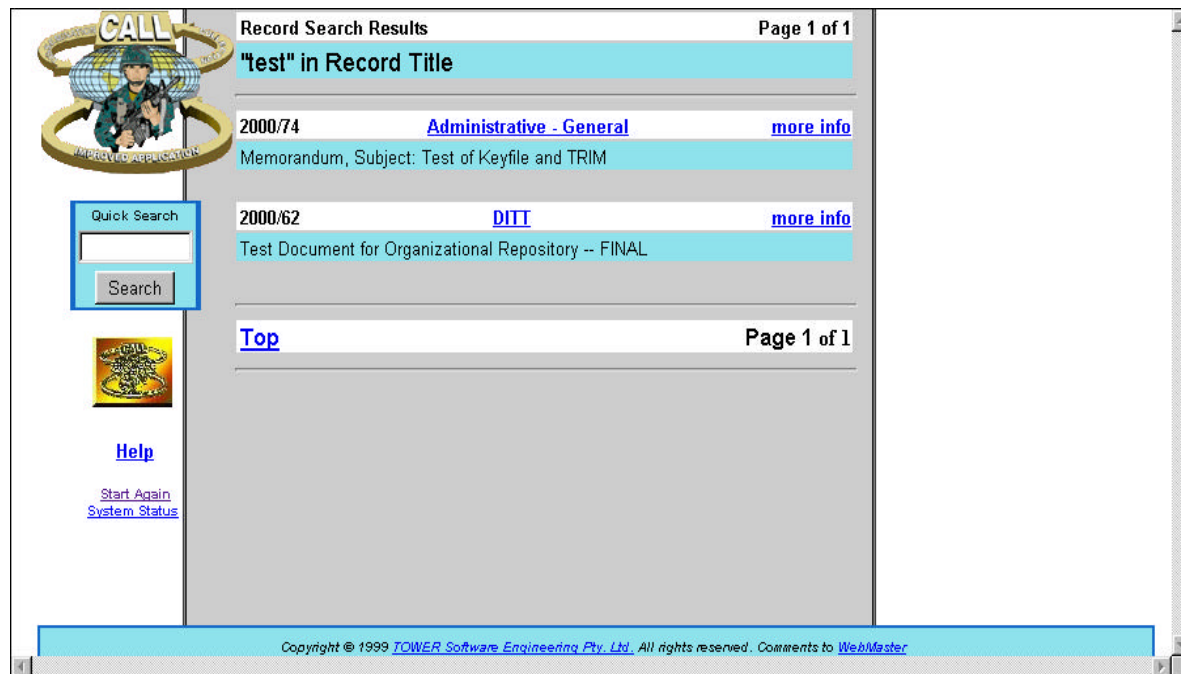 CALL
IMPROVED APPLICATION
Record Search Results Page 1 of 1
"test" in Record Title
2000/74 Administrative - General more info
Memorandum, Subject: Test of Keyfile and TRIM
Quick Search
Search
2000/62 DITT more info
Test Document for Organizational Repository -- FINAL
Top Page 1 of 1
CALL
Help
Start Again
System Status
Copyright © 1999 TOWER Software Engineering Pty. Ltd. All rights reserved. Comments to WebMaster